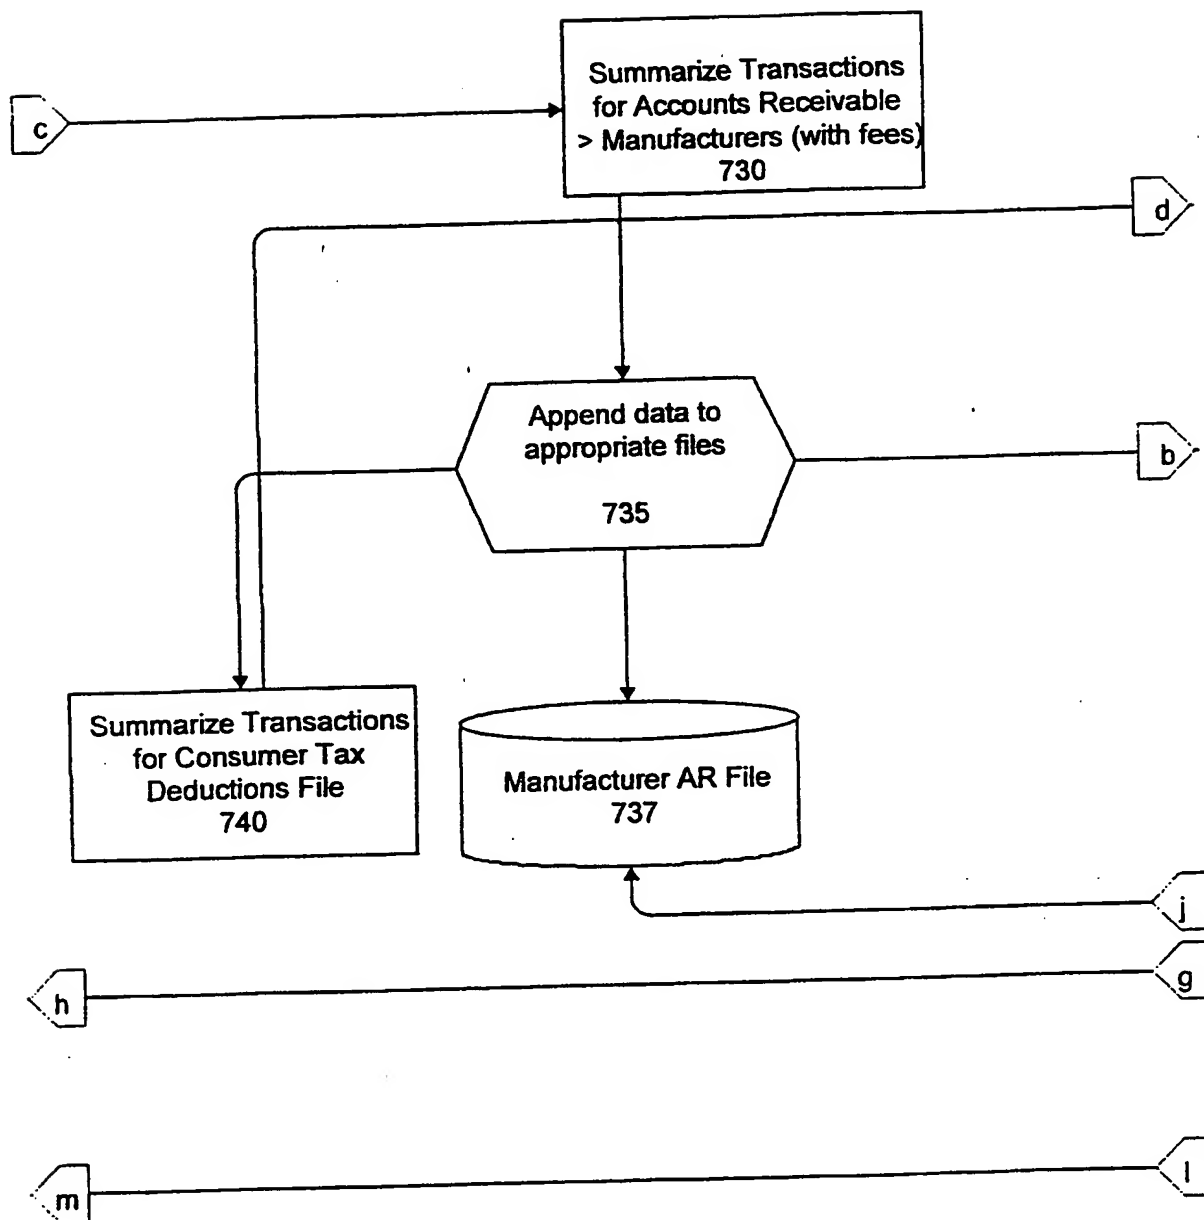 Summarize Transactions
for Accounts Receivable
> Manufacturers (with fees)
730
c
d
Append data to
appropriate files
735
b
Summarize Transactions
for Consumer Tax
Deductions File
740
Manufacturer AR File
737
j
g
h
l
m